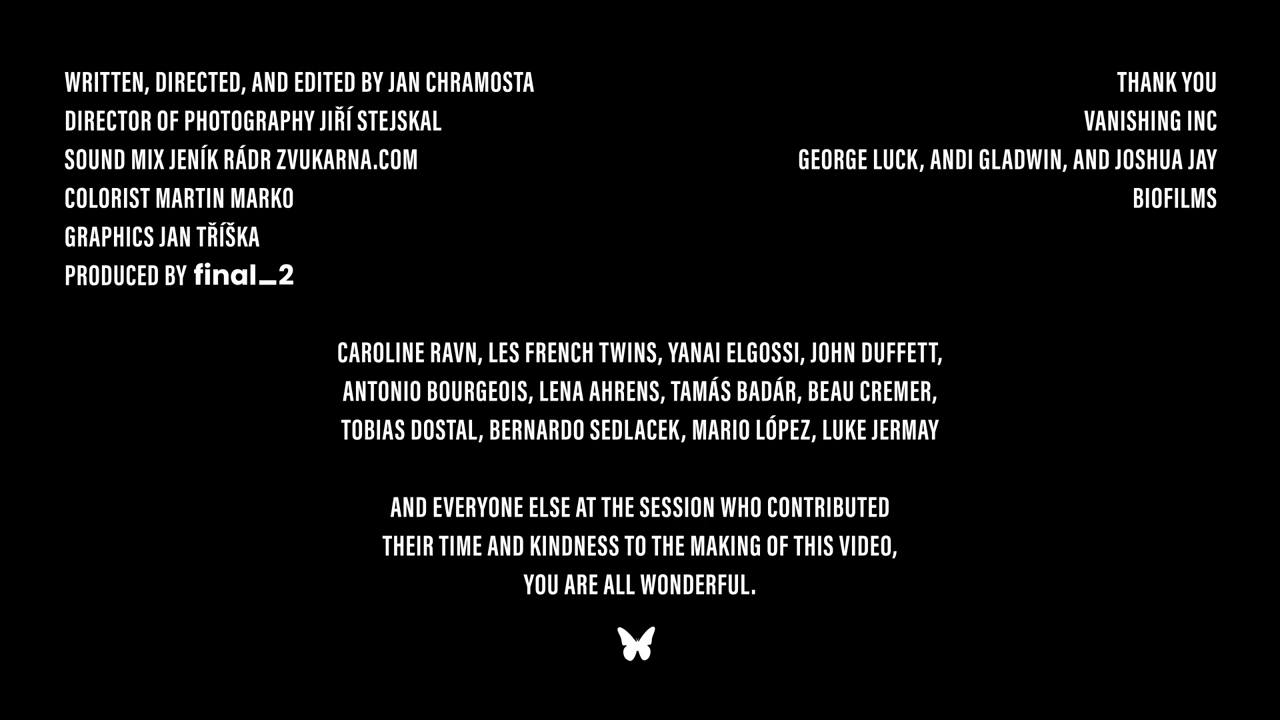 WRITTEN, DIRECTED, AND EDITED BY JAN CHRAMOSTA
DIRECTOR OF PHOTOGRAPHY JIŘÍ STEJSKAL
SOUND MIX JENÍK RÁDR ZVUKARNA.COM
COLORIST MARTIN MARKO
GRAPHICS JAN TŘÍŠKA
PRODUCED BY final_2
THANK YOU
VANISHING INC
GEORGE LUCK, ANDI GLADWIN, AND JOSHUA JAY
BIOFILMS
CAROLINE RAVN, LES FRENCH TWINS, YANAI ELGOSSI, JOHN DUFFETT,
ANTONIO BOURGEOIS, LENA AHRENS, TAMÁS BADÁR, BEAU CREMER,
TOBIAS DOSTAL, BERNARDO SEDLACEK, MARIO LÓPEZ, LUKE JERMAY
AND EVERYONE ELSE AT THE SESSION WHO CONTRIBUTED
THEIR TIME AND KINDNESS TO THE MAKING OF THIS VIDEO,
YOU ARE ALL WONDERFUL.